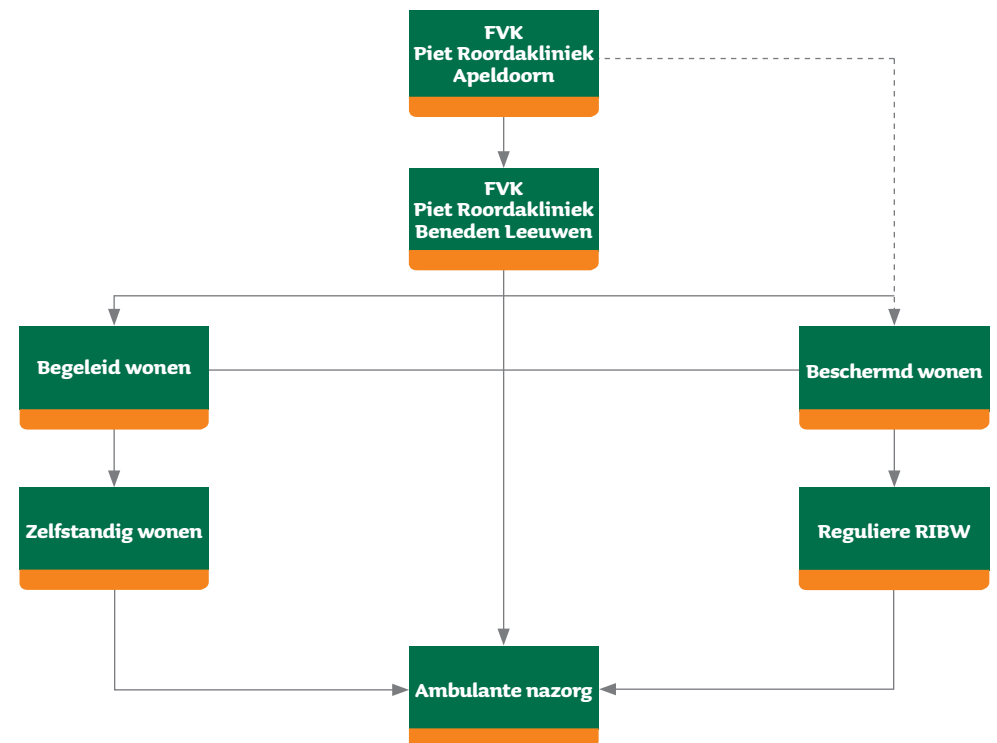 FVK
Piet Roordakliniek
Apeldoorn
FVK
Piet Roordakliniek
Beneden Leeuwen
Begeleid wonen
Beschermd wonen
Zelfstandig wonen
Reguliere RIBW
Ambulante nazorg